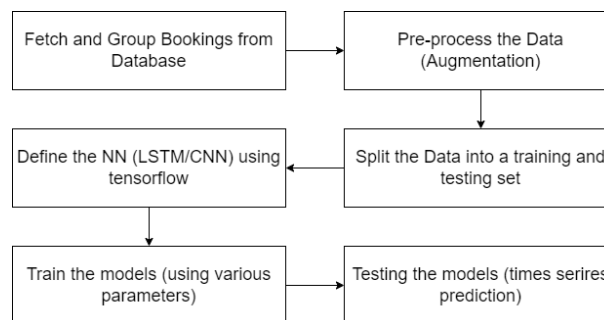 Fetch and Group Bookings from
Database
Pre-process the Data
(Augmentation)
Split the Data into a training and
testing set
Define the NN (LSTM/CNN) using
tensorflow
Train the models (using various
parameters)
Testing the models (times serires
prediction)